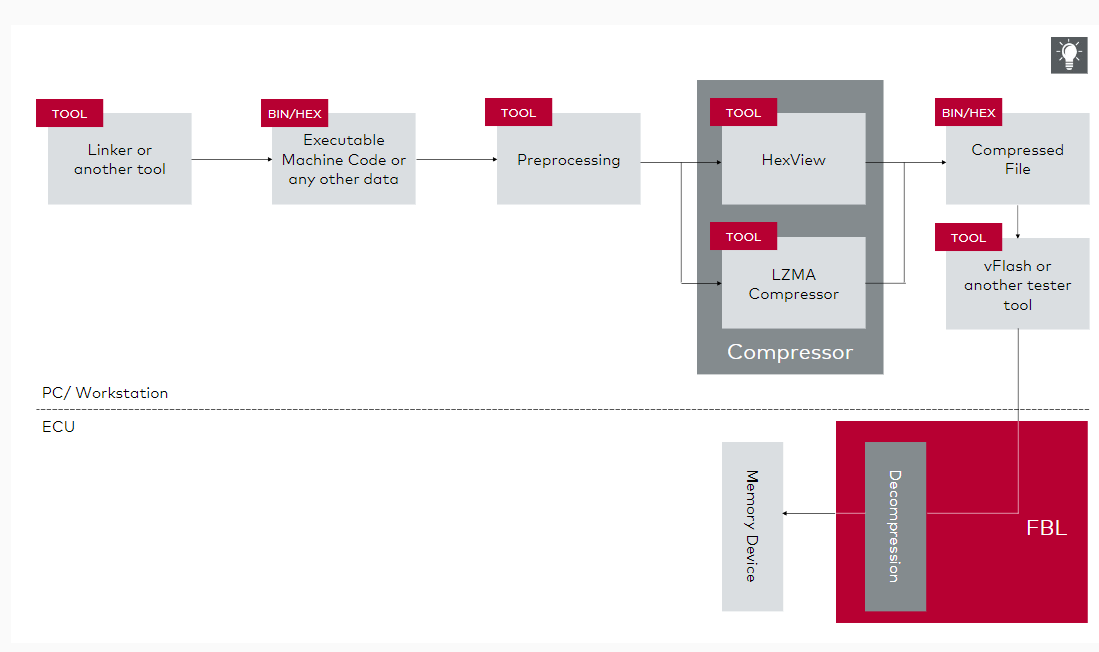 TOOL
Linker or
another tool
BIN/HEX
Executable
Machine Code or
any other data
TOOL
Preprocessing
TOOL
HexView
TOOL
LZMA
Compressor
Compressor
BIN/HEX
Compressed
File
TOOL
vFlash or
another tester
tool
PC/ Workstation
ECU
Memory Device
Decompression
FBL